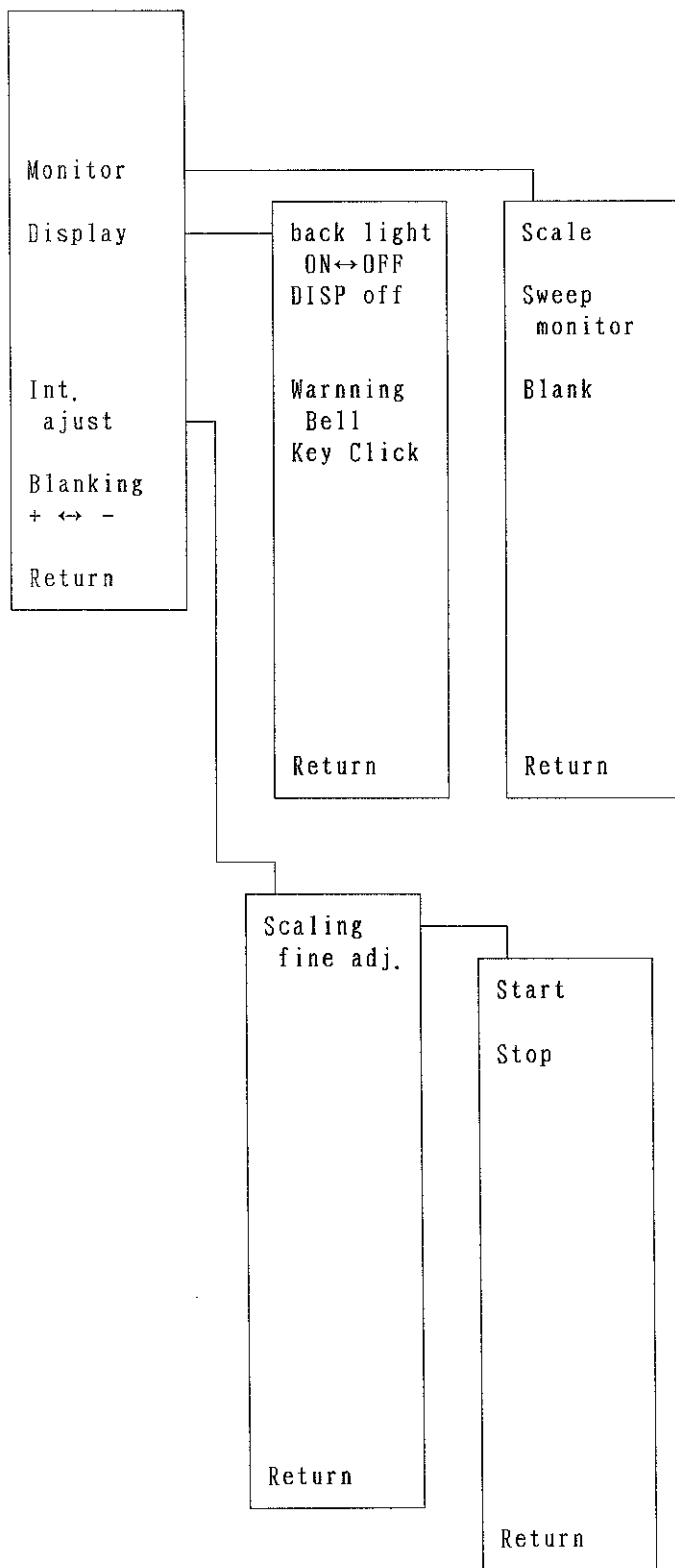 Monitor
Display
Int.
ajust
Blanking
+ ↔ -
Return
back light
ON↔OFF
DISP off
Warnning
Bell
Key Click
Return
Scale
Sweep
monitor
Blank
Return
Scaling
fine adj.
Return
Start
Stop
Return